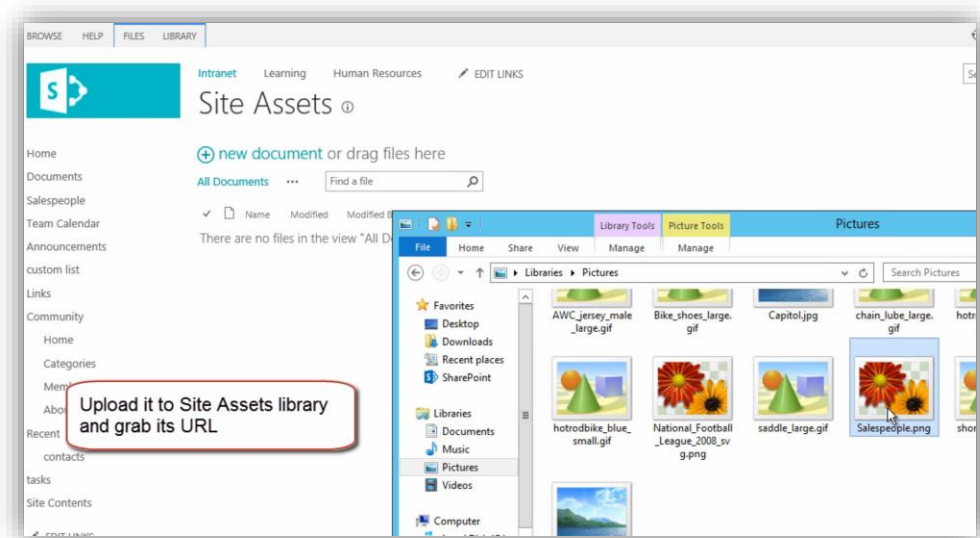 BROWSE HELP FILES LIBRARY
S
Intranet Learning Human Resources EDIT LINKS
Site Assets
Home
Documents
Salespeople
Team Calendar
Announcements
custom list
Links
Community
Home
Categories
Recent
contacts
tasks
Site Contents
EDIT LINKS
new document or drag files here
All Documents ... Find a file
Name Modified Modified
There are no files in the view "All
Upload it to Site Assets library
and grab its URL
Library Tools Picture Tools Pictures
File Home Share View Manage Manage
Libraries Pictures Search Pictures
Favorites
Desktop
Downloads
Recent places
SharePoint
Libraries
Documents
Music
Pictures
Videos
Computer
AWC_jersey_male
_large.gif
Bike_shoes_large.
gif
Capitol.jpg
chain_lube_large.
gif
hotrodbike_blue_
small.gif
National_Football
_League_2008_sv
g.png
saddle_large.gif
Salespeople.png